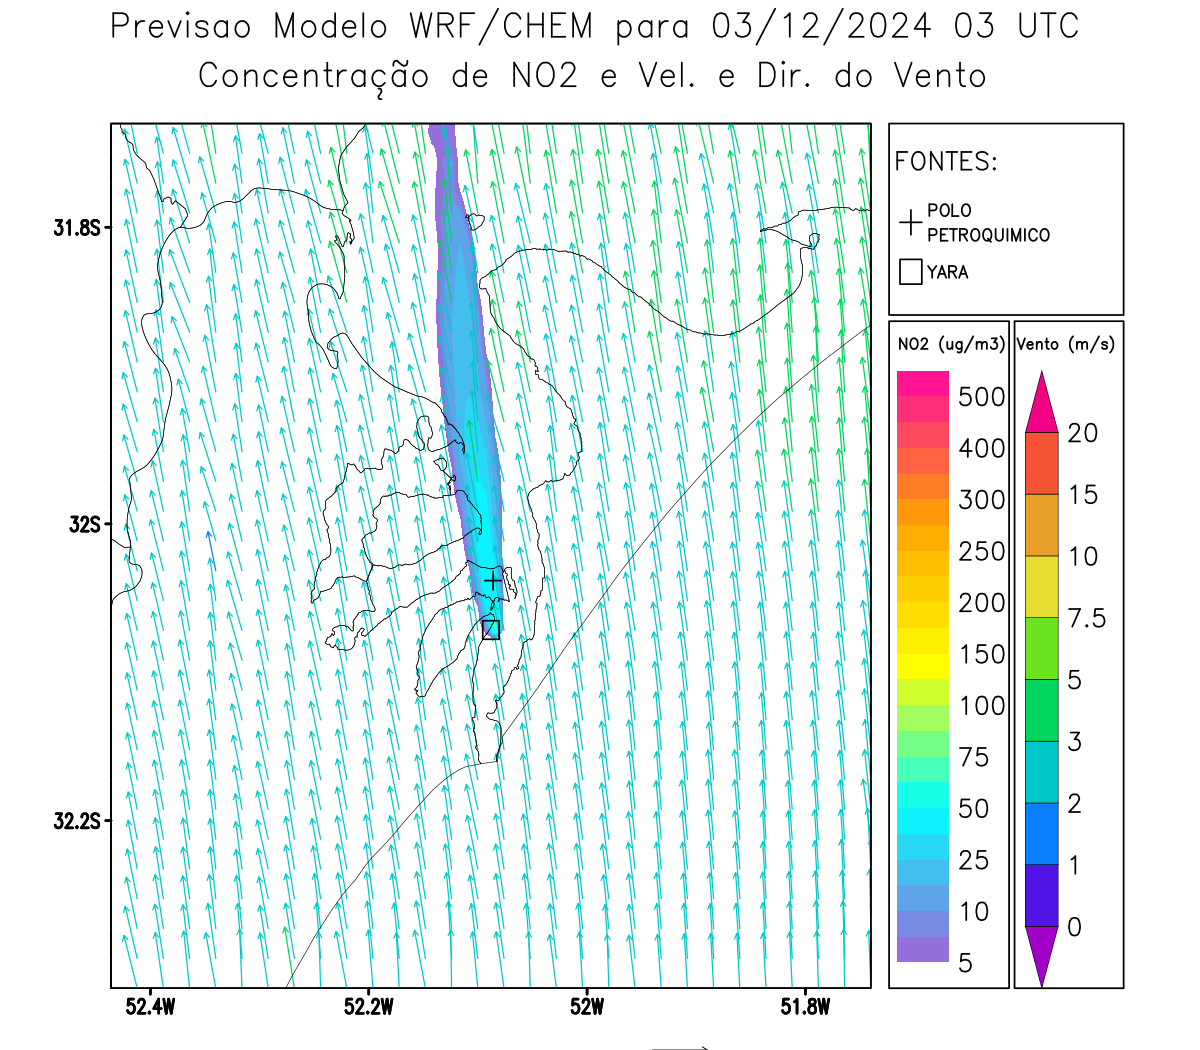 Previsao Modelo WRF/CHEM para 03/12/2024 03 UTC
Concentração de NO2 e Vel. e Dir. do Vento
FONTES:
POLO
PETROQUIMICO
YARA
31.8S
32S
32.2S
52.4W
52.2W
52W
51.8W
NO2 (ug/m3)
500
400
300
250
200
150
100
75
50
25
10
5
Vento (m/s)
20
15
10
7.5
5
3
2
1
0